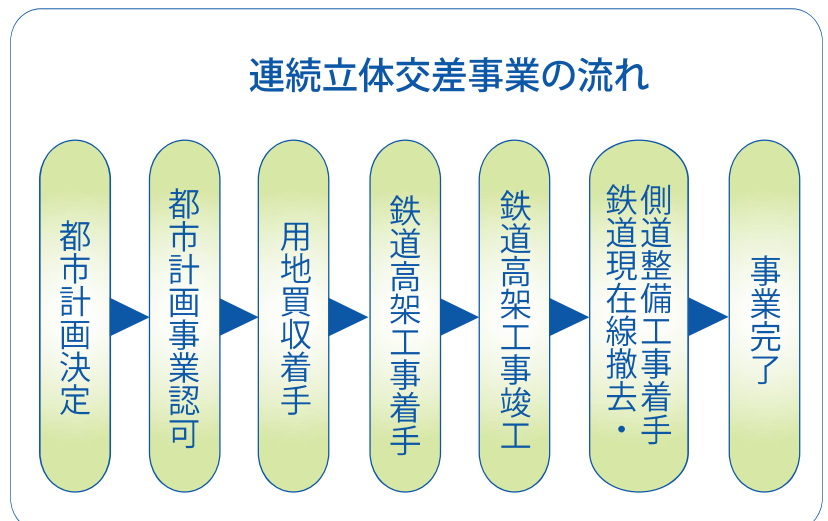 連続立体交差事業の流れ
都市計画決定
都市計画事業認可
用地買収着手
鉄道高架工事着手
鉄道高架工事竣工
側道整備工事着手
鉄道現在線撤去・
事業完了